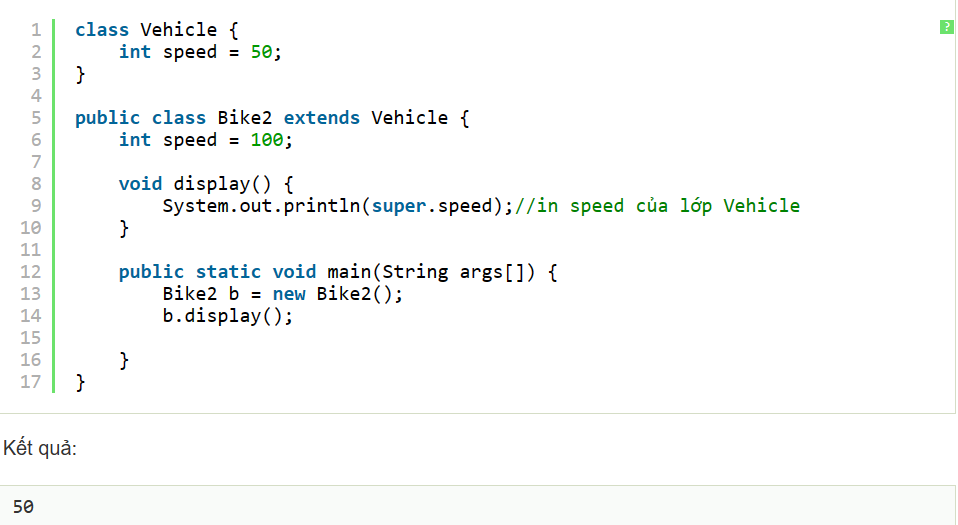 1 class Vehicle {
2     int speed = 50;
3 }
4
5 public class Bike2 extends Vehicle {
6     int speed = 100;
7
8     void display() {
9         System.out.println(super.speed);//in speed của lớp Vehicle
10     }
11
12     public static void main(String args[]) {
13         Bike2 b = new Bike2();
14         b.display();
15
16     }
17 }
?
Kết quả:
50